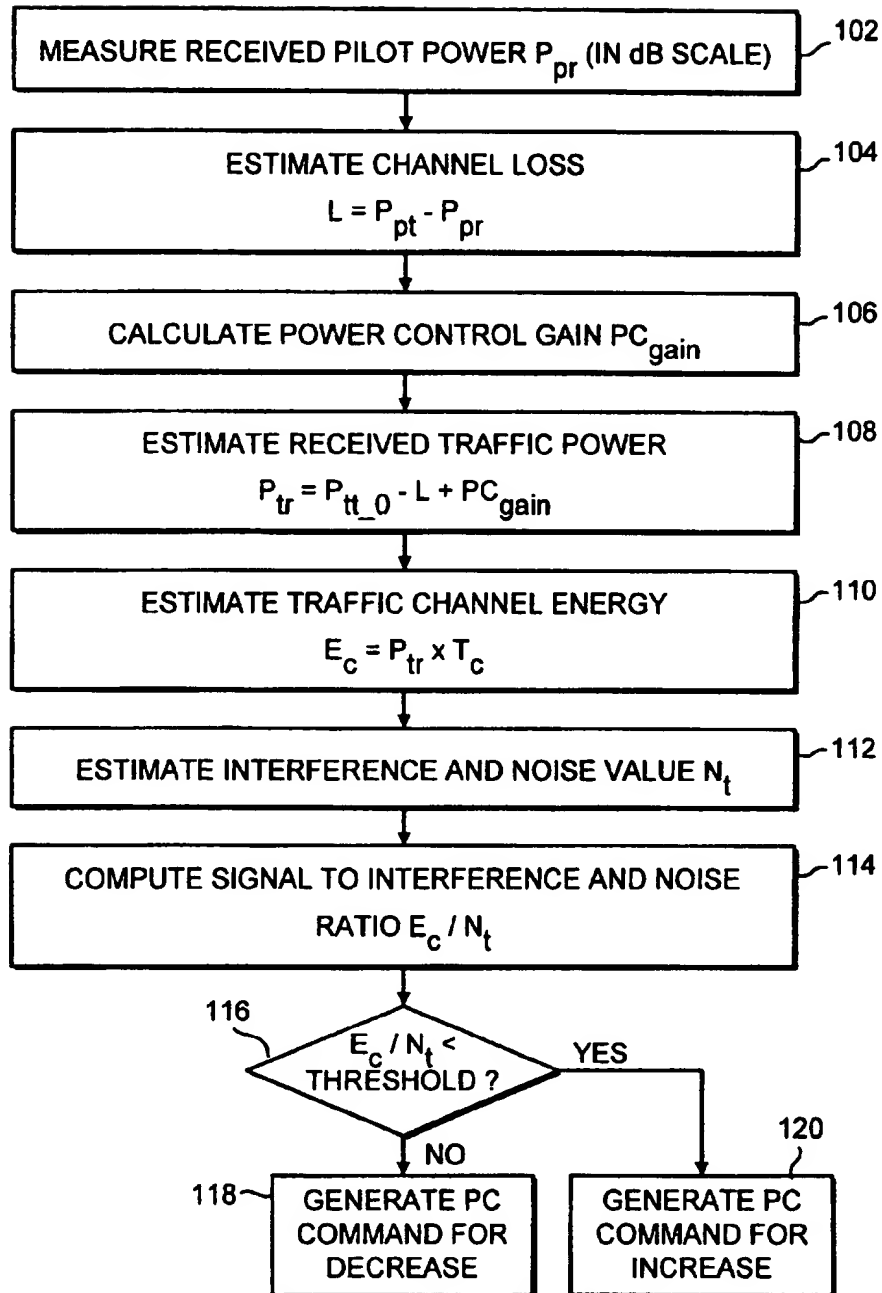 MEASURE RECEIVED PILOT POWER P_pr (IN dB SCALE)
102
ESTIMATE CHANNEL LOSS
L = P_pt - P_pr
104
CALCULATE POWER CONTROL GAIN PC_gain
106
ESTIMATE RECEIVED TRAFFIC POWER
P_tr = P_tt_0 - L + PC_gain
108
ESTIMATE TRAFFIC CHANNEL ENERGY
E_c = P_tr x T_c
110
ESTIMATE INTERFERENCE AND NOISE VALUE N_t
112
COMPUTE SIGNAL TO INTERFERENCE AND NOISE
RATIO E_c / N_t
114
116
E_c / N_t <
THRESHOLD ?
YES
NO
118
GENERATE PC
COMMAND FOR
DECREASE
120
GENERATE PC
COMMAND FOR
INCREASE